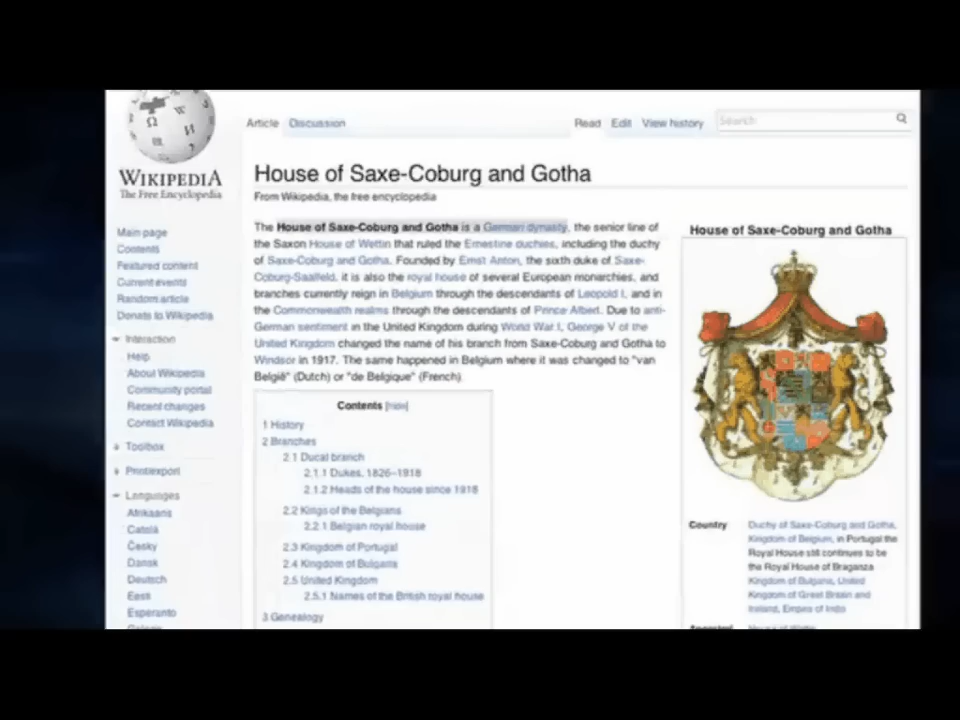 Article Discussion Read Edit View history Search
WIKIPEDIA
The Free Encyclopedia
Main page
Contents
Featured content
Current events
Random article
Donate to Wikipedia
Interaction
Help
About Wikipedia
Community portal
Recent changes
Contact Wikipedia
Toolbox
Print/export
Languages
Afrikaans
Català
Česky
Dansk
Deutsch
Eesti
Esperanto
House of Saxe-Coburg and Gotha
From Wikipedia, the free encyclopedia
The House of Saxe-Coburg and Gotha is a German dynasty, the senior line of
the Saxon House of Wettin that ruled the Ernestine duchies, including the duchy
of Saxe-Coburg and Gotha. Founded by Ernst Anton, the sixth duke of Saxe-
Coburg-Saalfeld, it is also the royal house of several European monarchies, and
branches currently reign in Belgium through the descendants of Leopold I, and in
the Commonwealth realms through the descendants of Prince Albert. Due to anti-
German sentiment in the United Kingdom during World War I, George V of the
United Kingdom changed the name of his branch from Saxe-Coburg and Gotha to
Windsor in 1917. The same happened in Belgium where it was changed to "van
België" (Dutch) or "de Belgique" (French)
Contents [hide]
1 History
2 Branches
2.1 Ducal branch
2.1.1 Dukes, 1826–1918
2.1.2 Heads of the house since 1918
2.2 Kings of the Belgians
2.2.1 Belgian royal house
2.3 Kingdom of Portugal
2.4 Kingdom of Bulgaria
2.5 United Kingdom
2.5.1 Names of the British royal house
3 Genealogy
House of Saxe-Coburg and Gotha
Country Duchy of Saxe-Coburg and Gotha,
Kingdom of Belgium, in Portugal the
Royal House still continues to be
the Royal House of Braganza
Kingdom of Bulgaria, United
Kingdom of Great Britain and
Ireland, Empire of India